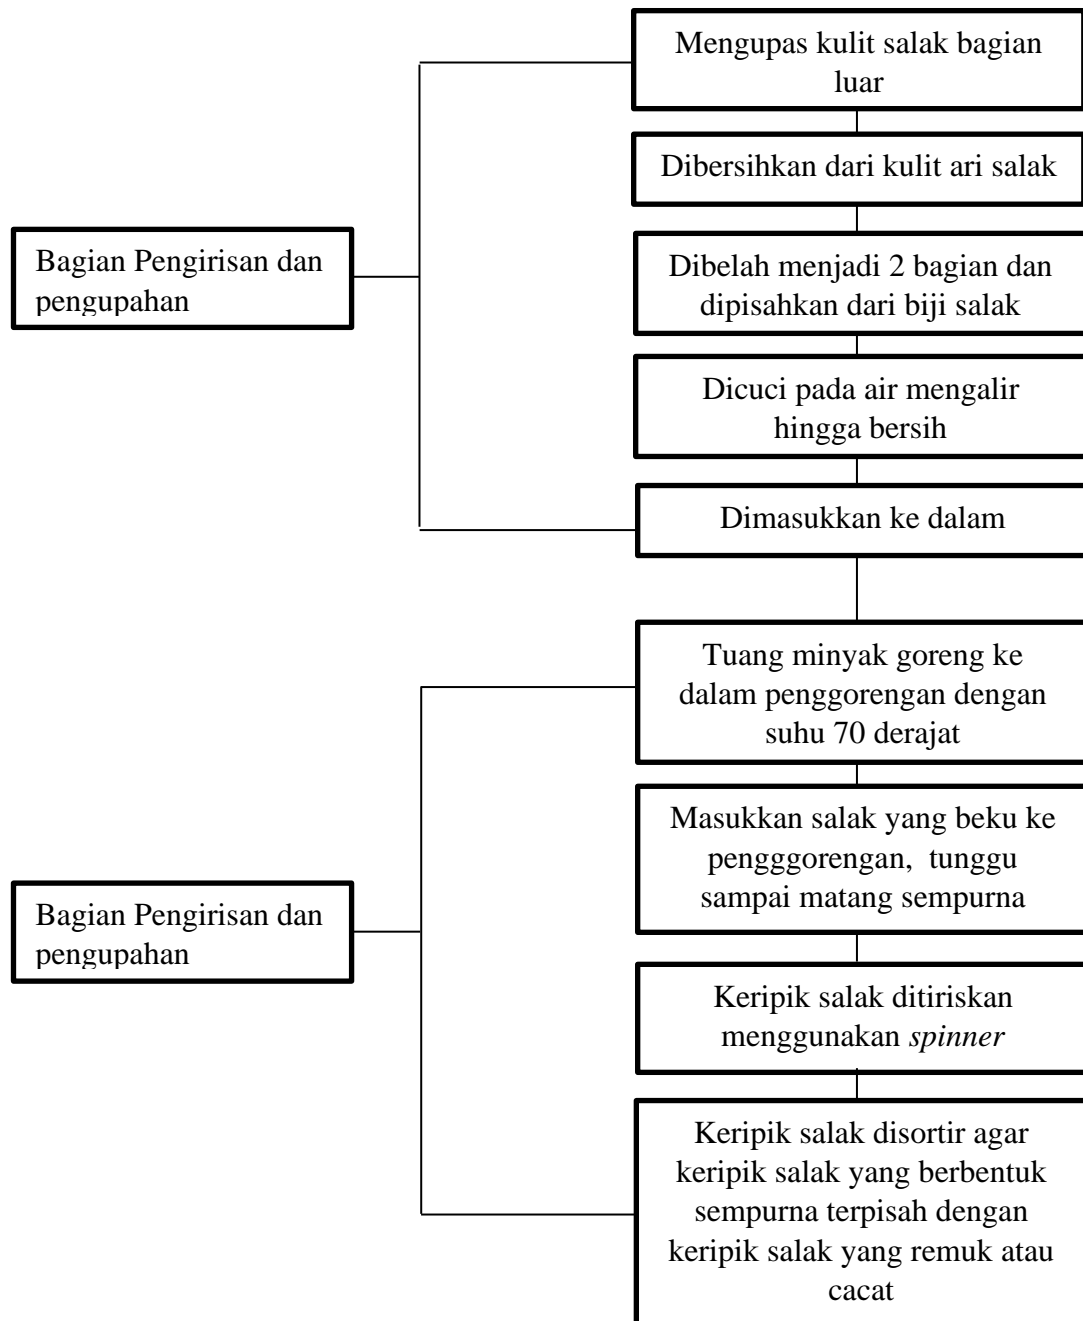 Mengupas kulit salak bagian
luar
Dibersihkan dari kulit ari salak
Bagian Pengirisan dan
pengupahan
Dibelah menjadi 2 bagian dan
dipisahkan dari biji salak
Dicuci pada air mengalir
hingga bersih
Dimasukkan ke dalam
Tuang minyak goreng ke
dalam penggorengan dengan
suhu 70 derajat
Masukkan salak yang beku ke
pengggorengan, tunggu
sampai matang sempurna
Bagian Pengirisan dan
pengupahan
Keripik salak ditiriskan
menggunakan spinner
Keripik salak disortir agar
keripik salak yang berbentuk
sempurna terpisah dengan
keripik salak yang remuk atau
cacat